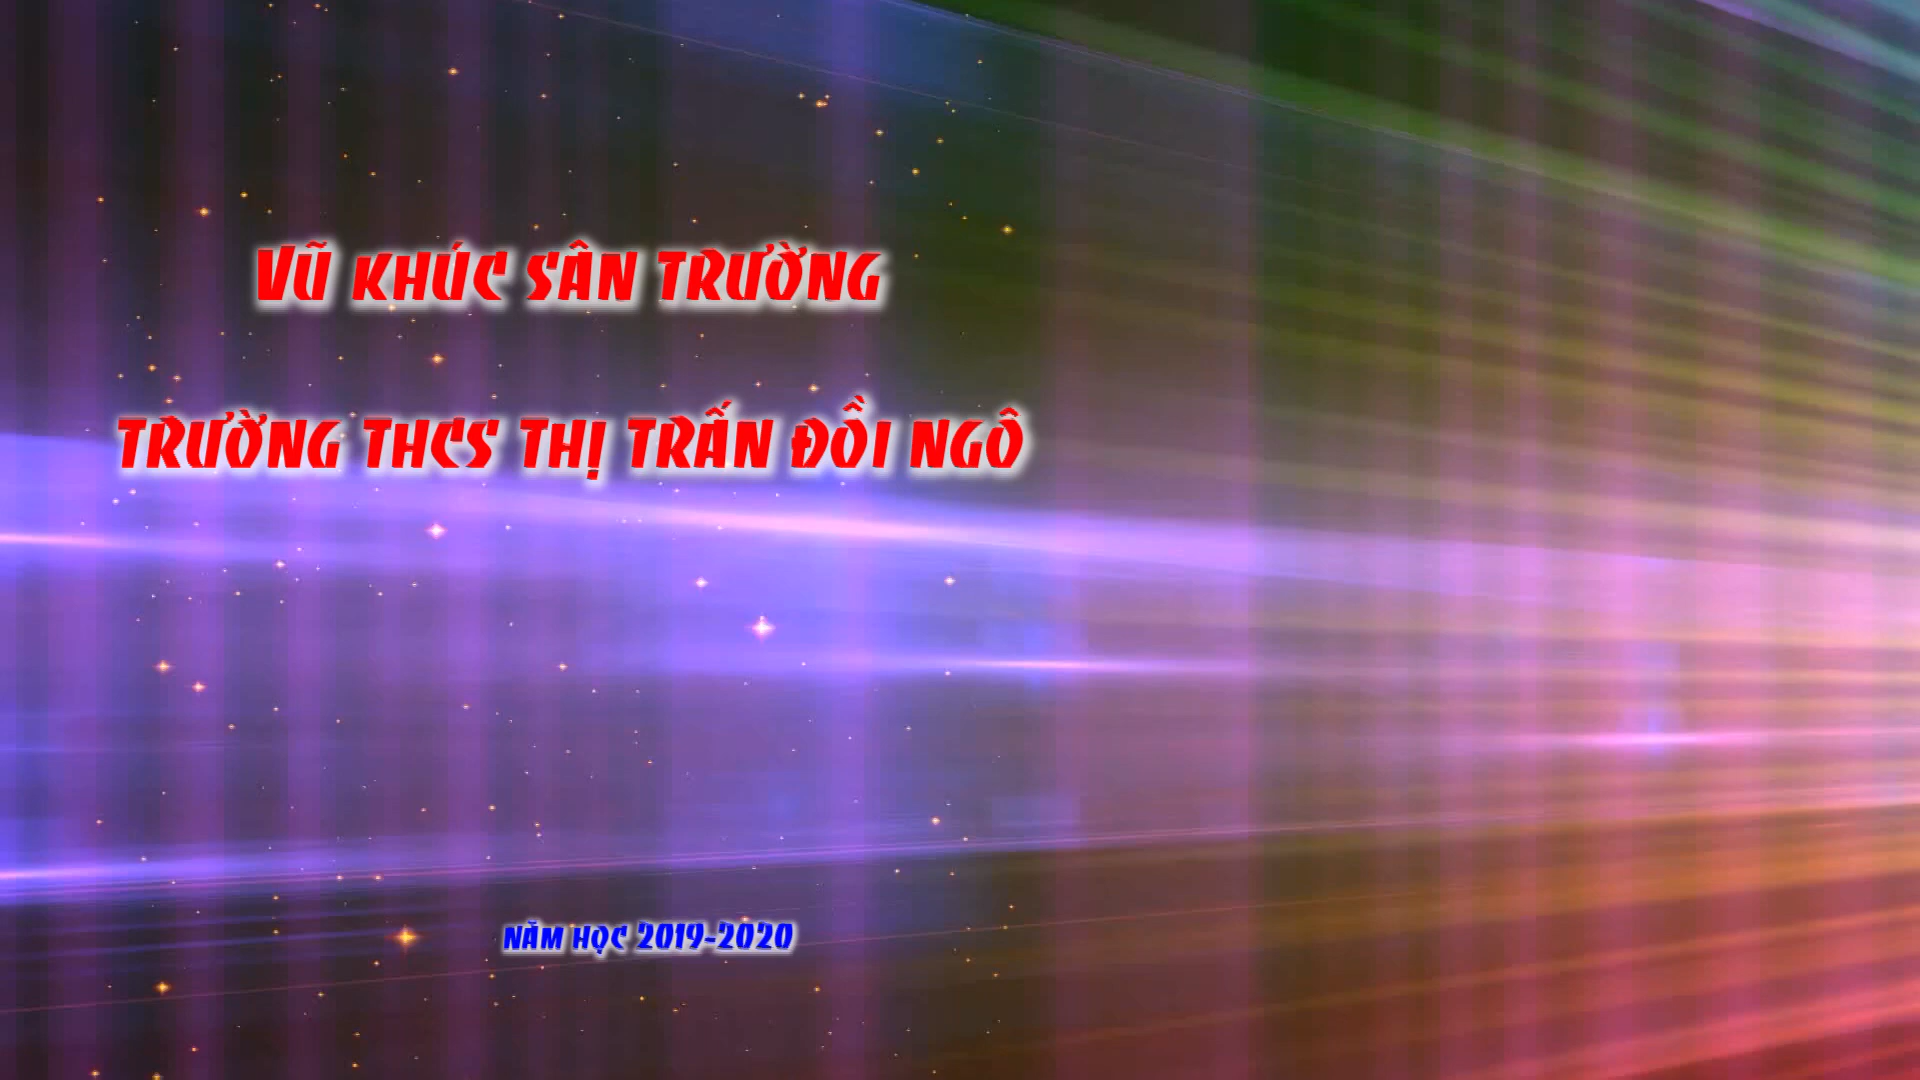 VŨ KHÚC SÂN TRƯỜNG
TRƯỜNG THCS THỊ TRẤN ĐỒI NGÔ
NĂM HỌC 2019-2020